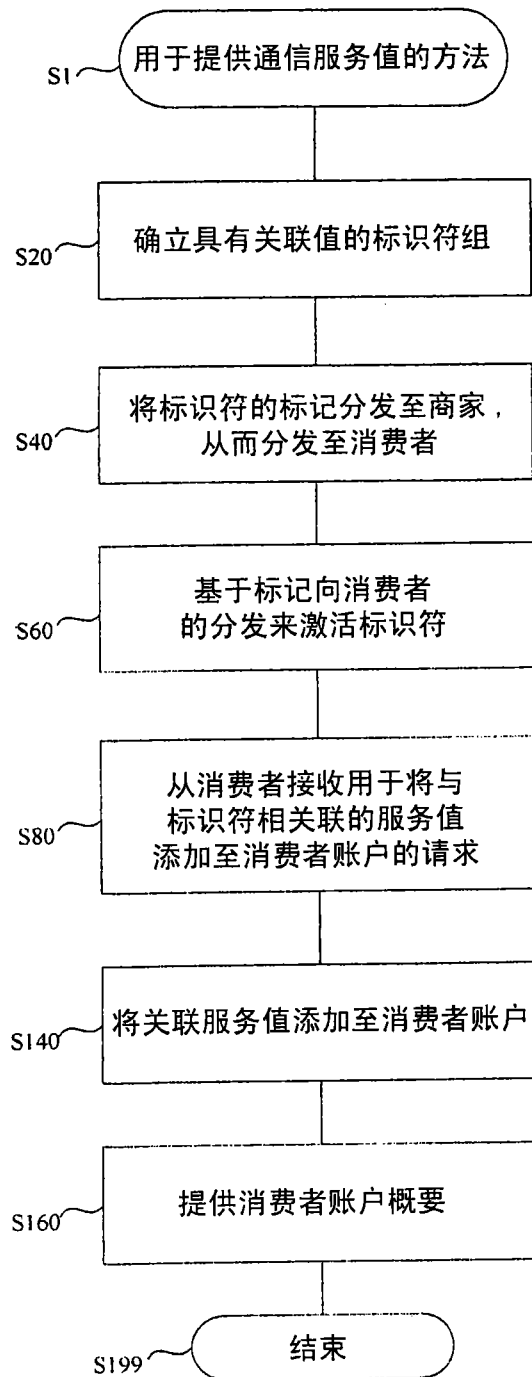 S1
用于提供通信服务值的方法
S20
确立具有关联值的标识符组
S40
将标识符的标记分发至商家,
从而分发至消费者
S60
基于标记向消费者
的分发来激活标识符
S80
从消费者接收用于将与
标识符相关联的服务值
添加至消费者账户的请求
S140
将关联服务值添加至消费者账户
S160
提供消费者账户概要
S199
结束